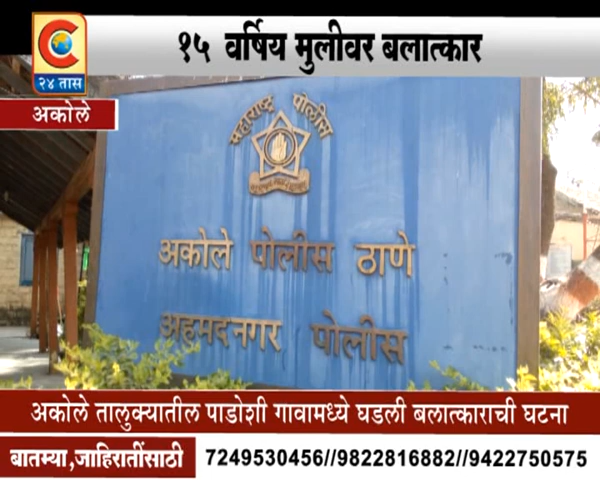 C
२४ तास
१५ वर्षिय मुलीवर बलात्कार
अकोले
महाराष्ट्र पोलीस
अकोले पोलीस ठाणे
अहमदनगर पोलीस
अकोले तालुक्यातील पाडोशी गावामध्ये घडली बलात्काराची घटना
बातम्या,जाहिरातींसाठी
7249530456//9822816882//9422750575